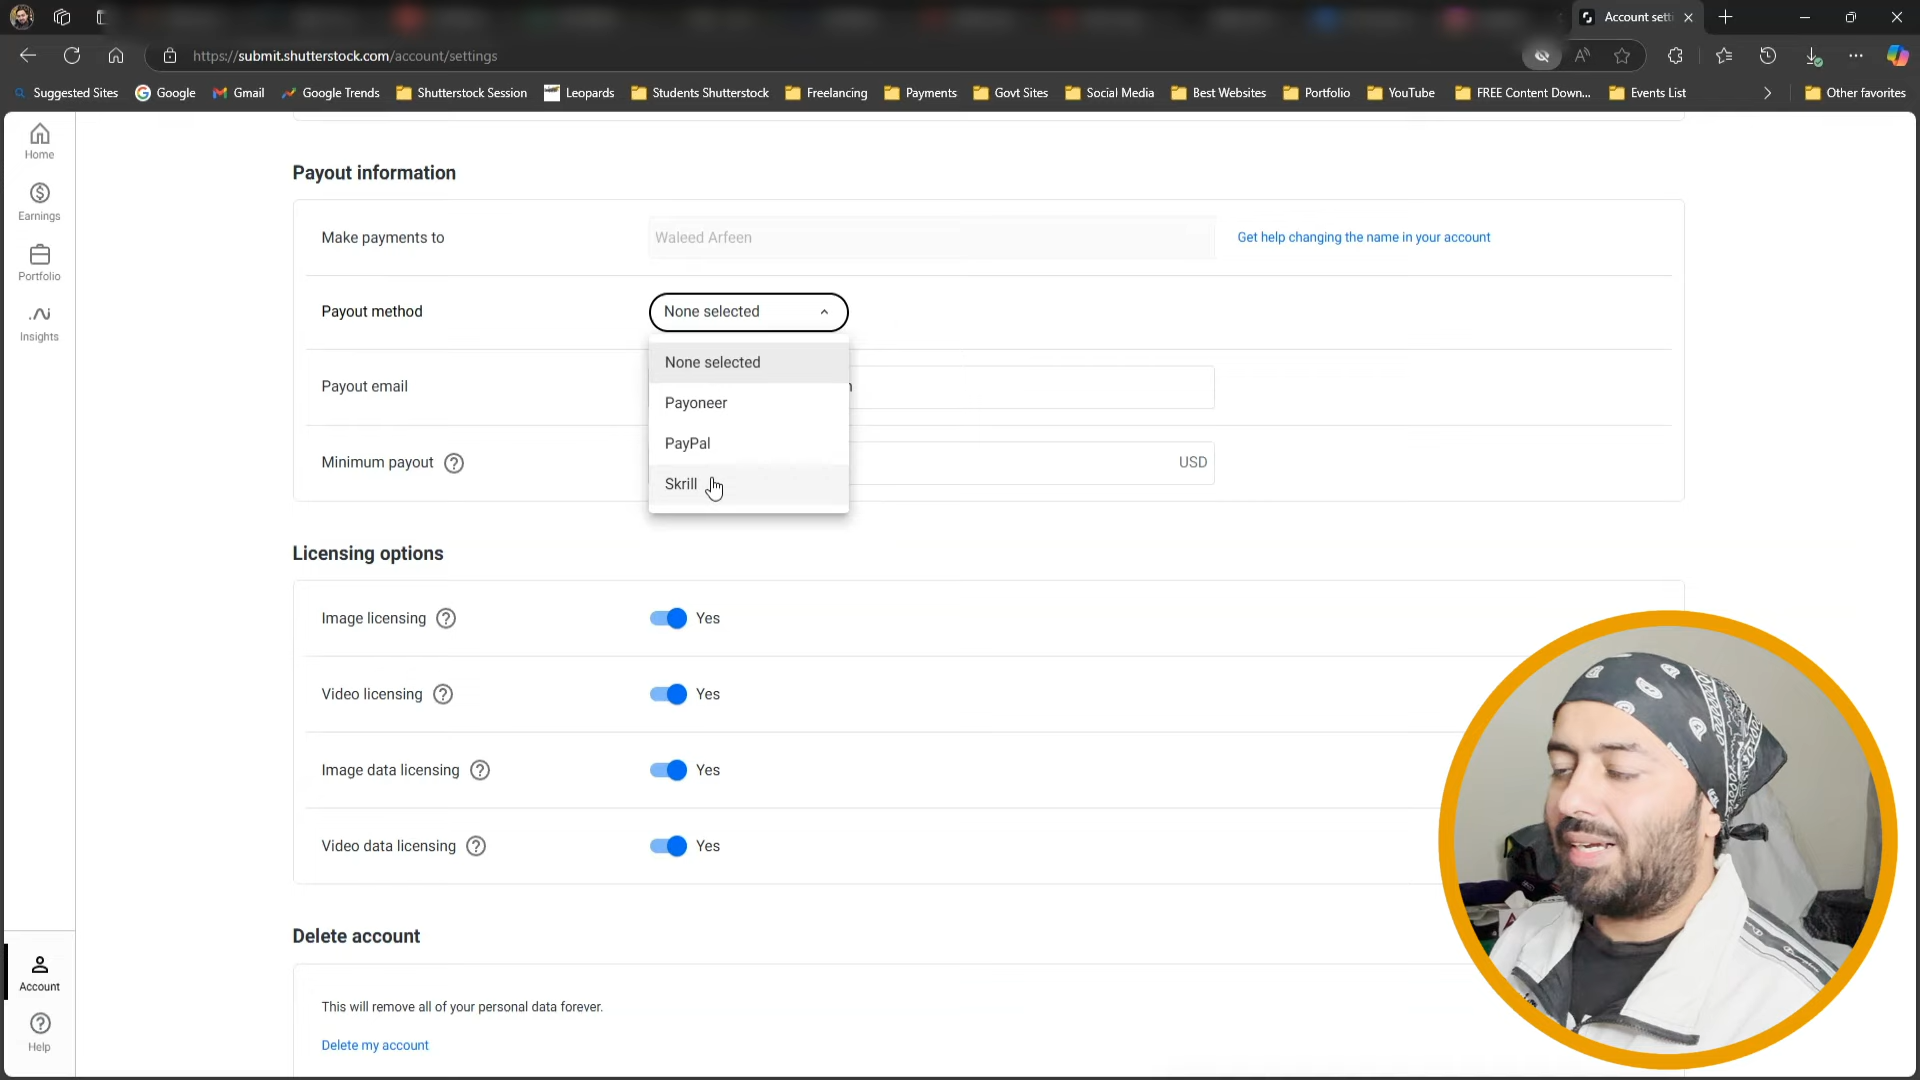 Account setti
https://submit.shutterstock.com/account/settings
Suggested Sites
Google
Gmail
Google Trends
Shutterstock Session
Leopards
Students Shutterstock
Freelancing
Payments
Govt Sites
Social Media
Best Websites
Portfolio
YouTube
FREE Content Down...
Events List
Other favorites
Home
Earnings
Portfolio
Insights
Account
Help
Payout information
Make payments to
Waleed Arfeen
Get help changing the name in your account
Payout method
None selected
None selected
Payoneer
PayPal
Skrill
Payout email
Minimum payout
USD
Licensing options
Image licensing
Yes
Video licensing
Yes
Image data licensing
Yes
Video data licensing
Yes
Delete account
This will remove all of your personal data forever.
Delete my account